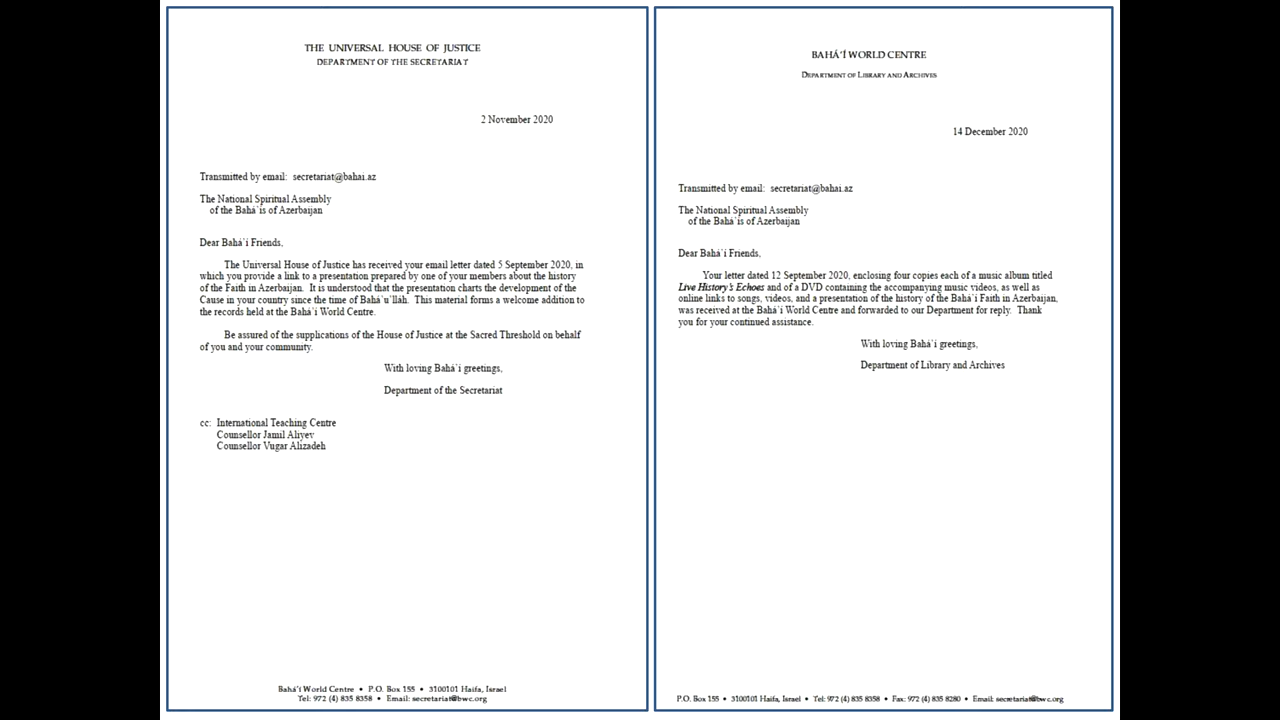 THE UNIVERSAL HOUSE OF JUSTICE
DEPARTMENT OF THE SECRETARIAT
2 November 2020
Transmitted by email: secretariat@bahai.az
The National Spiritual Assembly
of the Bahá’ís of Azerbaijan
Dear Bahá’í Friends,
The Universal House of Justice has received your email letter dated 5 September 2020, in
which you provide a link to a presentation prepared by one of your members about the history
of the Faith in Azerbaijan. It is understood that the presentation charts the development of the
Cause in your country since the time of Bahá’u’lláh. This material forms a welcome addition to
the records held at the Bahá’í World Centre.
Be assured of the supplications of the House of Justice at the Sacred Threshold on behalf
of you and your community.
With loving Bahá’í greetings,
Department of the Secretariat
cc: International Teaching Centre
Counsellor Jamil Aliyev
Counsellor Vugar Alizadeh
Bahá’í World Centre • P.O. Box 155 • 3100101 Haifa, Israel
Tel: 972 (4) 835 8358 • Email: secretariat@bwc.org
BAHÁ’Í WORLD CENTRE
DEPARTMENT OF LIBRARY AND ARCHIVES
14 December 2020
Transmitted by email: secretariat@bahai.az
The National Spiritual Assembly
of the Bahá’ís of Azerbaijan
Dear Bahá’í Friends,
Your letter dated 12 September 2020, enclosing four copies each of a music album titled
Live History’s Echoes and of a DVD containing the accompanying music videos, as well as
online links to songs, videos, and a presentation of the history of the Bahá’í Faith in Azerbaijan,
was received at the Bahá’í World Centre and forwarded to our Department for reply. Thank
you for your continued assistance.
With loving Bahá’í greetings,
Department of Library and Archives
P.O. Box 155 • 3100101 Haifa, Israel • Tel: 972 (4) 835 8358 • Fax: 972 (4) 835 8280 • Email: secretariat@bwc.org